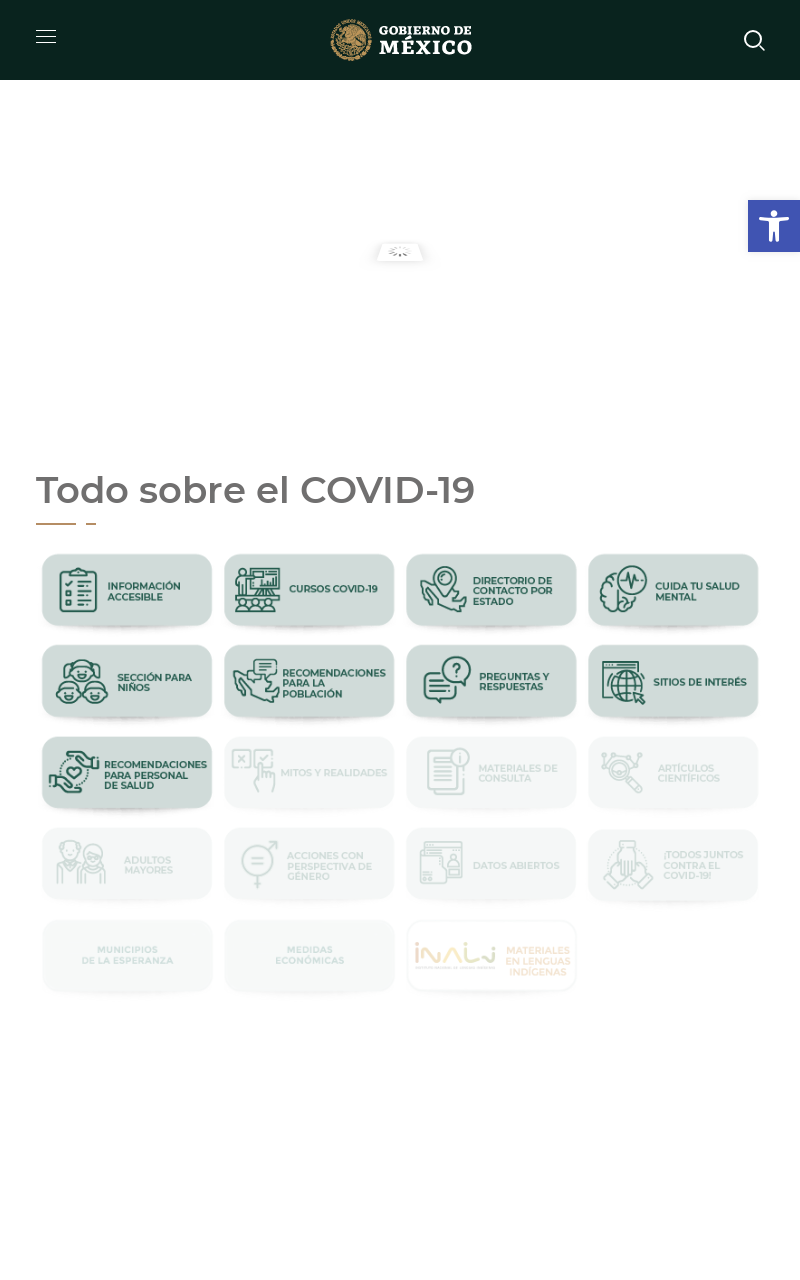 GOBIERNO DE
MÉXICO
Todo sobre el COVID-19
INFORMACIÓN
ACCESIBLE
CURSOS COVID-19
DIRECTORIO DE
CONTACTO POR
ESTADO
CUIDA TU SALUD
MENTAL
SECCIÓN PARA
NIÑOS
RECOMENDACIONES
PARA LA
POBLACIÓN
PREGUNTAS Y
RESPUESTAS
SITIOS DE INTERÉS
RECOMENDACIONES
PARA PERSONAL
DE SALUD
MITOS Y REALIDADES
MATERIALES DE
CONSULTA
ARTÍCULOS
CIENTÍFICOS
ADULTOS
MAYORES
ACCIONES CON
PERSPECTIVA DE
GÉNERO
DATOS ABIERTOS
¡TODOS JUNTOS
CONTRA EL
COVID-19!
MUNICIPIOS
DE LA ESPERANZA
MEDIDAS
ECONÓMICAS
INALI
MATERIALES
EN LENGUAS
INDÍGENAS